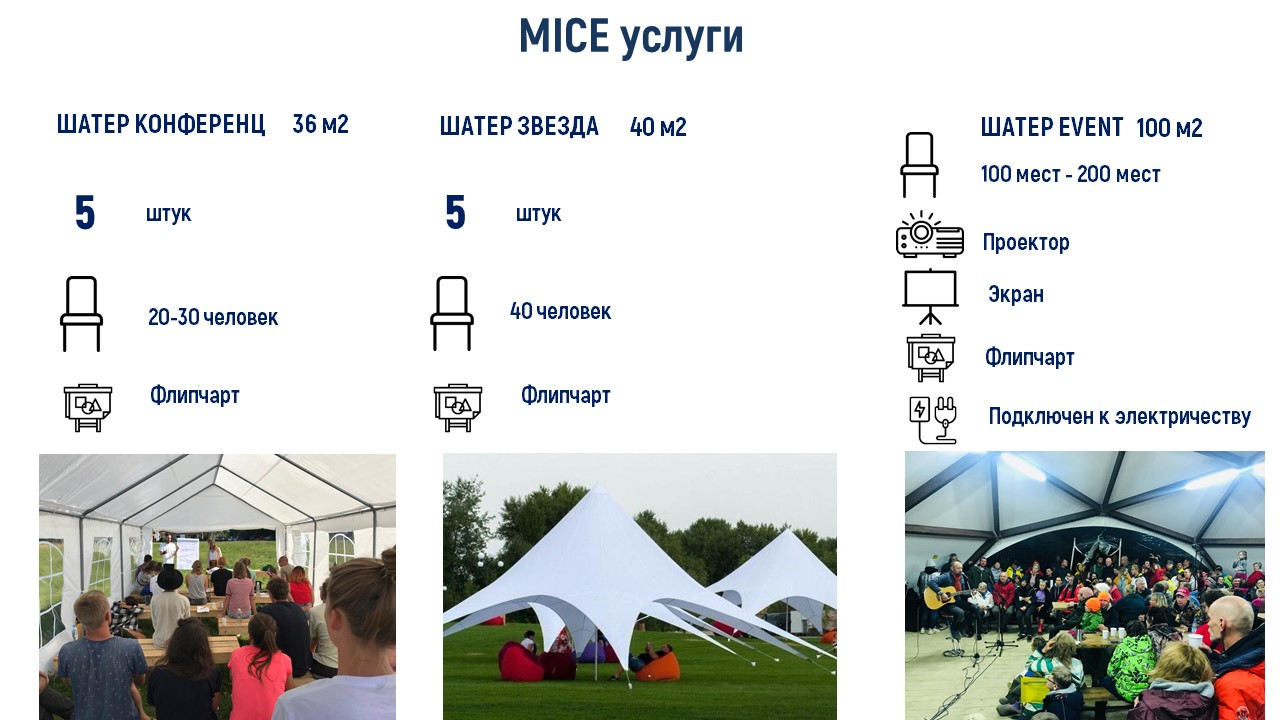 MICE услуги
ШАТЕР КОНФЕРЕНЦ 36 м2
5 штук
20-30 человек
Флипчарт
ШАТЕР ЗВЕЗДА 40 м2
5 штук
40 человек
Флипчарт
ШАТЕР EVENT 100 м2
100 мест - 200 мест
Проектор
Экран
Флипчарт
Подключен к электричеству